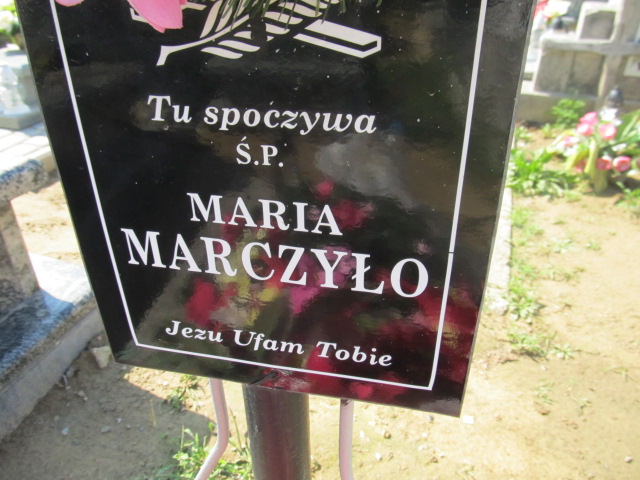 Tu spoczywa
Ś.P.
MARIA
MARCZYŁO
Jezu Ufam Tobie